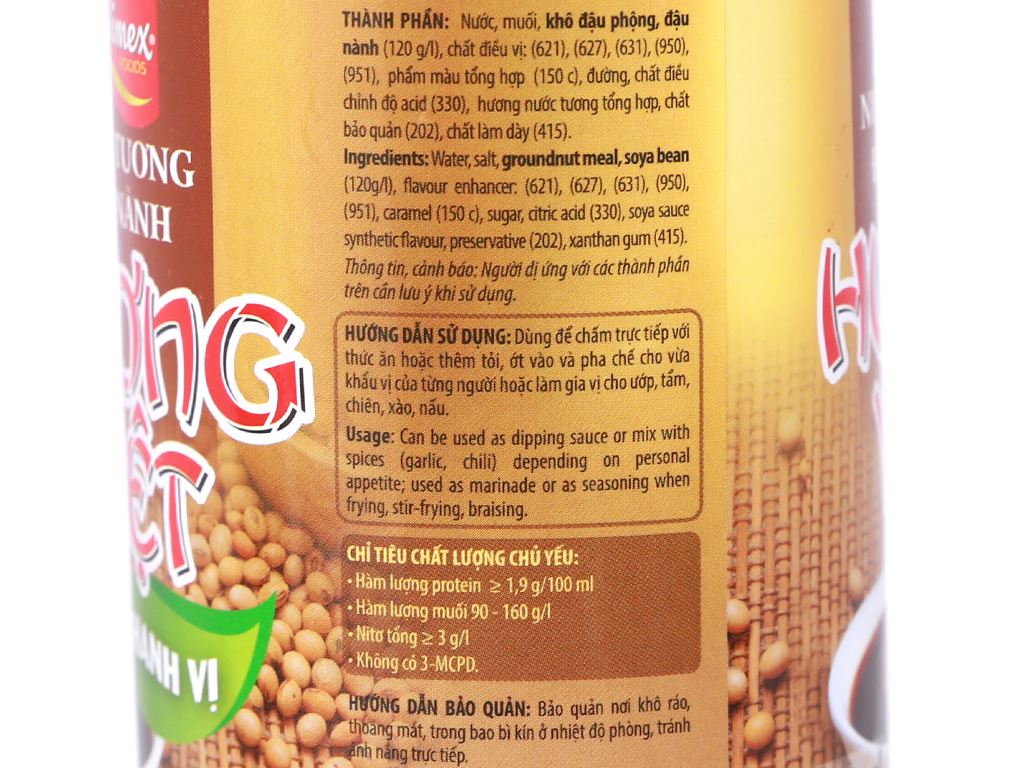 mex®
FOODS
TƯƠNG
NÀNH
ƠNG
IỆT
THANH VỊ
THÀNH PHẦN: Nước, muối, khô đậu phộng, đậu
nành (120 g/l), chất điều vị: (621), (627), (631), (950),
(951), phẩm màu tổng hợp (150 c), đường, chất điều
chỉnh độ acid (330), hương nước tương tổng hợp, chất
bảo quản (202), chất làm dày (415).
Ingredients: Water, salt, groundnut meal, soya bean
(120g/l), flavour enhancer: (621), (627), (631), (950),
(951), caramel (150 c), sugar, citric acid (330), soya sauce
synthetic flavour, preservative (202), xanthan gum (415).
Thông tin, cảnh báo: Người dị ứng với các thành phần
trên cần lưu ý khi sử dụng.
HƯỚNG DẪN SỬ DỤNG: Dùng để chấm trực tiếp với
thức ăn hoặc thêm tỏi, ớt vào và pha chế cho vừa
khẩu vị của từng người hoặc làm gia vị cho ướp, tẩm,
chiên, xào, nấu.
Usage: Can be used as dipping sauce or mix with
spices (garlic, chili) depending on personal
appetite; used as marinade or as seasoning when
frying, stir-frying, braising.
CHỈ TIÊU CHẤT LƯỢNG CHỦ YẾU:
• Hàm lượng protein ≥ 1,9 g/100 ml
• Hàm lượng muối 90 - 160 g/l
• Nitơ tổng ≥ 3 g/l
• Không có 3-MCPD.
HƯỚNG DẪN BẢO QUẢN: Bảo quản nơi khô ráo,
thoáng mát, trong bao bì kín ở nhiệt độ phòng, tránh
ánh nắng trực tiếp.